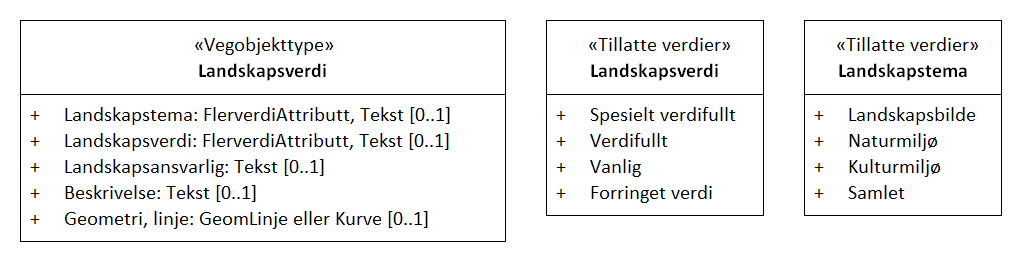 «Vegobjekttype»
Landskapsverdi
+ Landskapstema: FlerverdiAttributt, Tekst [0..1]
+ Landskapsverdi: FlerverdiAttributt, Tekst [0..1]
+ Landskapsansvarlig: Tekst [0..1]
+ Beskrivelse: Tekst [0..1]
+ Geometri, linje: GeomLinje eller Kurve [0..1]
«Tillatte verdier»
Landskapsverdi
+ Spesielt verdifullt
+ Verdifullt
+ Vanlig
+ Forringet verdi
«Tillatte verdier»
Landskapstema
+ Landskapsbilde
+ Naturmiljø
+ Kulturmiljø
+ Samlet